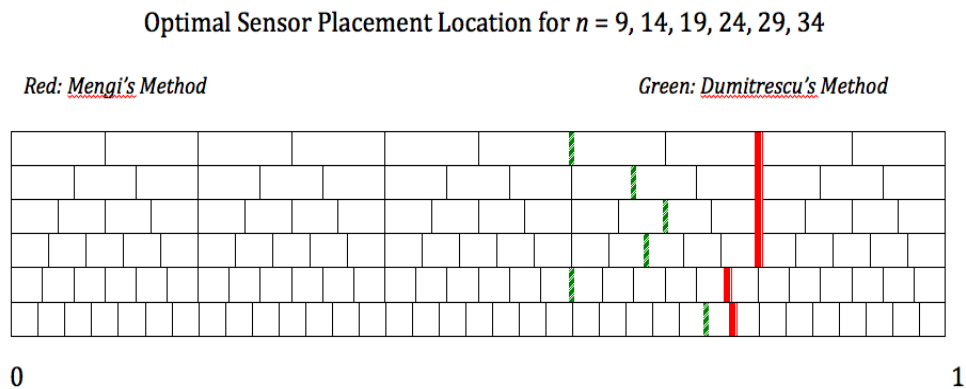 Optimal Sensor Placement Location for n = 9, 14, 19, 24, 29, 34
Red: Mengi's Method
Green: Dumitrescu's Method
0
1